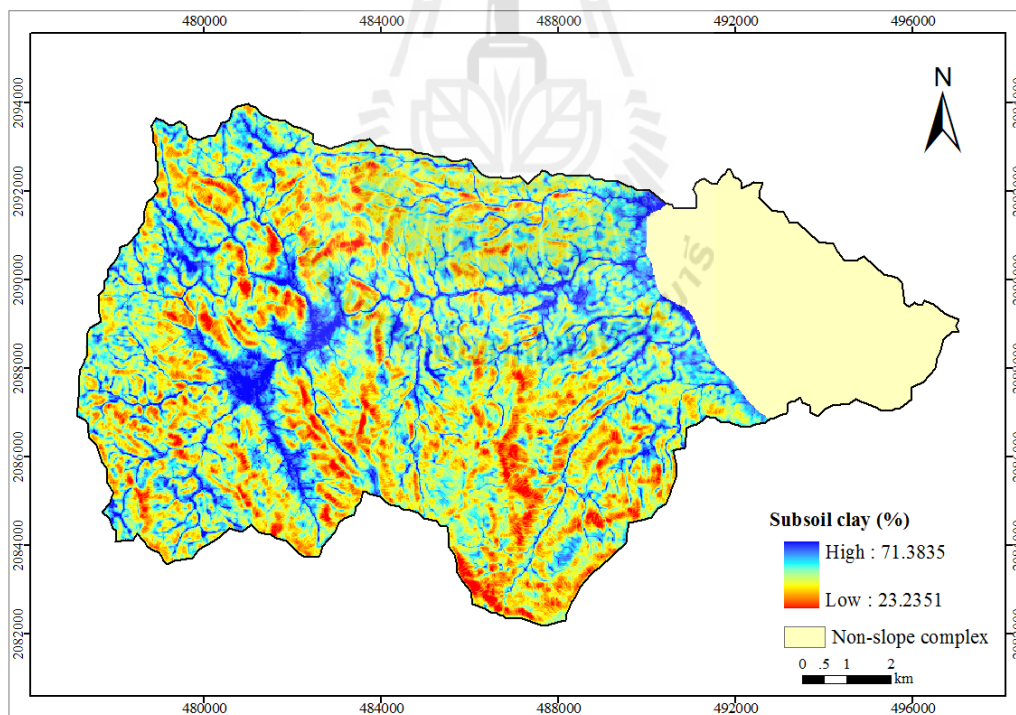 480000 484000 488000 492000 496000
2094000
2092000
2090000
2088000
2086000
2084000
2082000
N
Subsoil clay (%)
High : 71.3835
Low : 23.2351
Non-slope complex
0 .5 1 2
km
480000 484000 488000 492000 496000